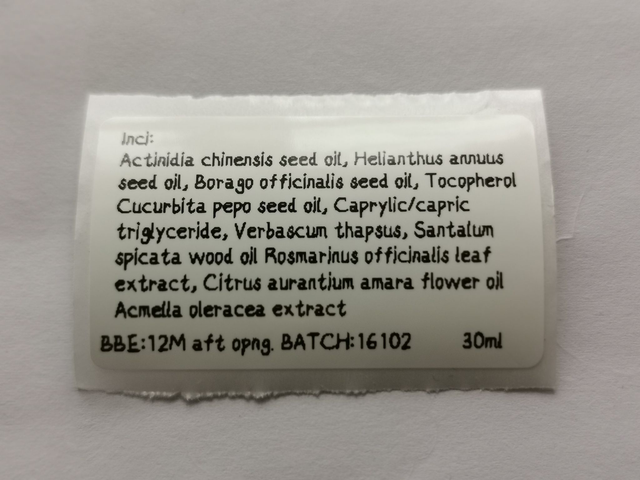 Inci:
Actinidia chinensis seed oil, Helianthus annuus
seed oil, Borago officinalis seed oil, Tocopherol
Cucurbita pepo seed oil, Caprylic/capric
triglyceride, Verbascum thapsus, Santalum
spicata wood oil Rosmarinus officinalis leaf
extract, Citrus aurantium amara flower oil
Acmella oleracea extract
BBE:12M aft opng. BATCH:16102 30ml